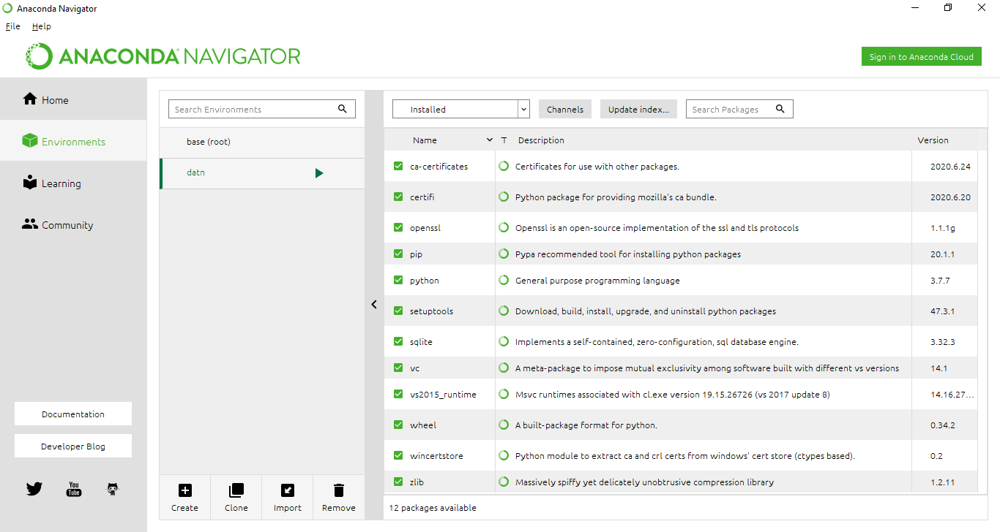 Anaconda Navigator
File Help
ANACONDA NAVIGATOR
Sign in to Anaconda Cloud
Home
Environments
Learning
Community
Documentation
Developer Blog
You
Tube
Search Environments
base (root)
datn
Create Clone Import Remove
Installed Channels Update index... Search Packages
Name T Description Version
ca-certificates Certificates for use with other packages. 2020.6.24
certifi Python package for providing mozilla's ca bundle. 2020.6.20
openssl Openssl is an open-source implementation of the ssl and tls protocols 1.1.1g
pip Pypa recommended tool for installing python packages 20.1.1
python General purpose programming language 3.7.7
setuptools Download, build, install, upgrade, and uninstall python packages 47.3.1
sqlite Implements a self-contained, zero-configuration, sql database engine. 3.32.3
vc A meta-package to impose mutual exclusivity among software built with different vs versions 14.1
vs2015_runtime Msvc runtimes associated with cl.exe version 19.15.26726 (vs 2017 update 8) 14.16.27...
wheel A built-package format for python. 0.34.2
wincertstore Python module to extract ca and crl certs from windows' cert store (ctypes based). 0.2
zlib Massively spiffy yet delicately unobtrusive compression library 1.2.11
12 packages available